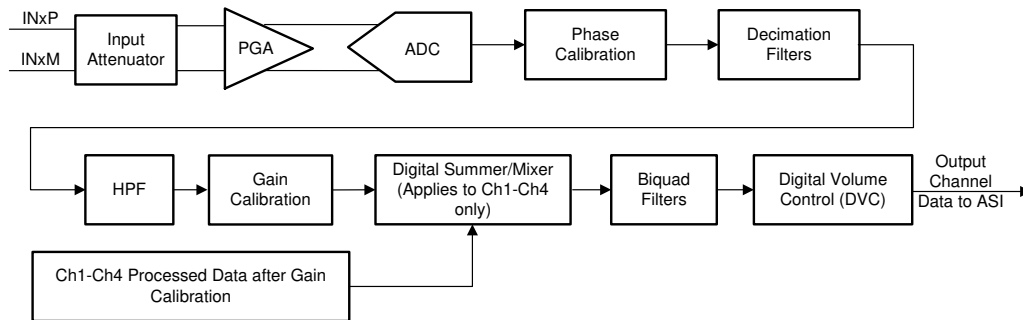 INxP
INxM
Input
Attenuator
PGA
ADC
Phase
Calibration
Decimation
Filters
HPF
Gain
Calibration
Digital Summer/Mixer
(Applies to Ch1-Ch4
only)
Biquad
Filters
Digital Volume
Control (DVC)
Output
Channel
Data to ASI
Ch1-Ch4 Processed Data after Gain
Calibration